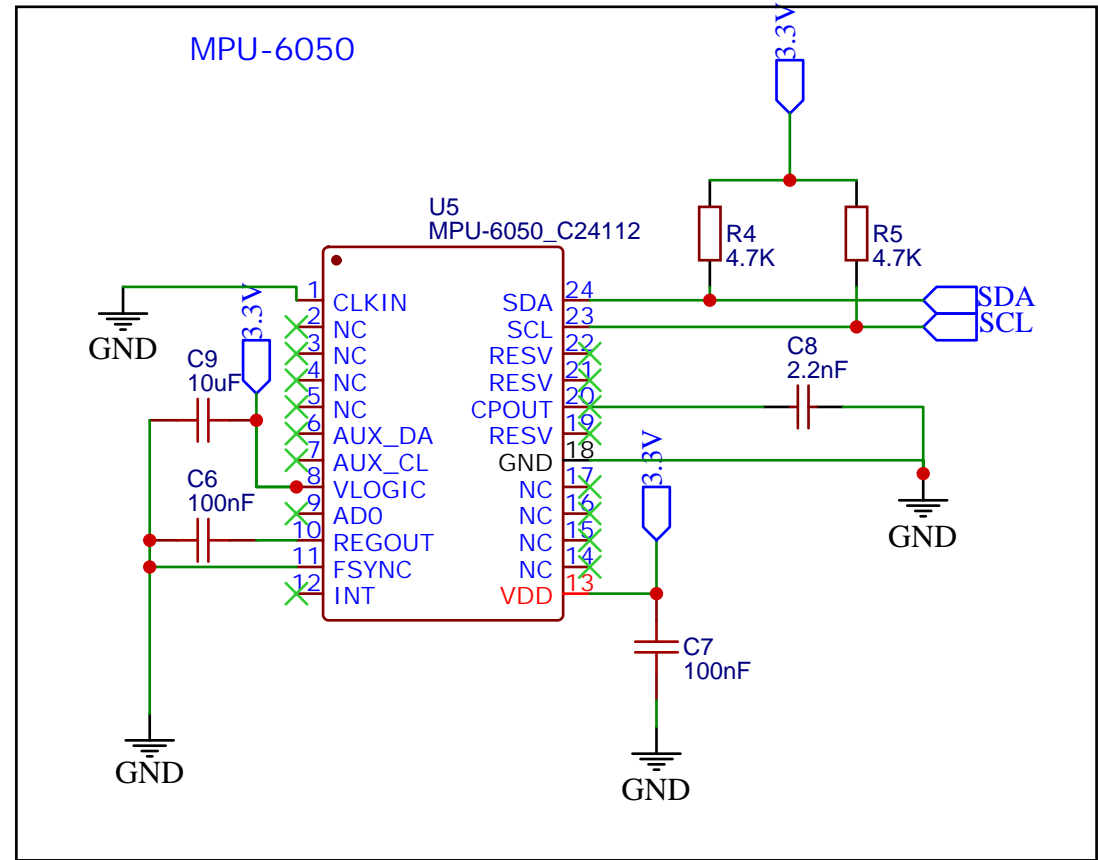 MPU-6050
3.3V
U5
MPU-6050_C24112
R4
4.7K
R5
4.7K
1 CLKIN
2 NC
3 NC
4 NC
5 NC
6 AUX_DA
7 AUX_CL
8 VLOGIC
9 AD0
10 REGOUT
11 FSYNC
12 INT
SDA 24
SCL 23
RESV 22
RESV 21
CPOUT 20
RESV 19
GND 18
NC 17
NC 16
NC 15
NC 14
VDD 13
SDA
SCL
GND
3.3V
C9
10uF
C6
100nF
GND
C8
2.2nF
GND
3.3V
C7
100nF
GND